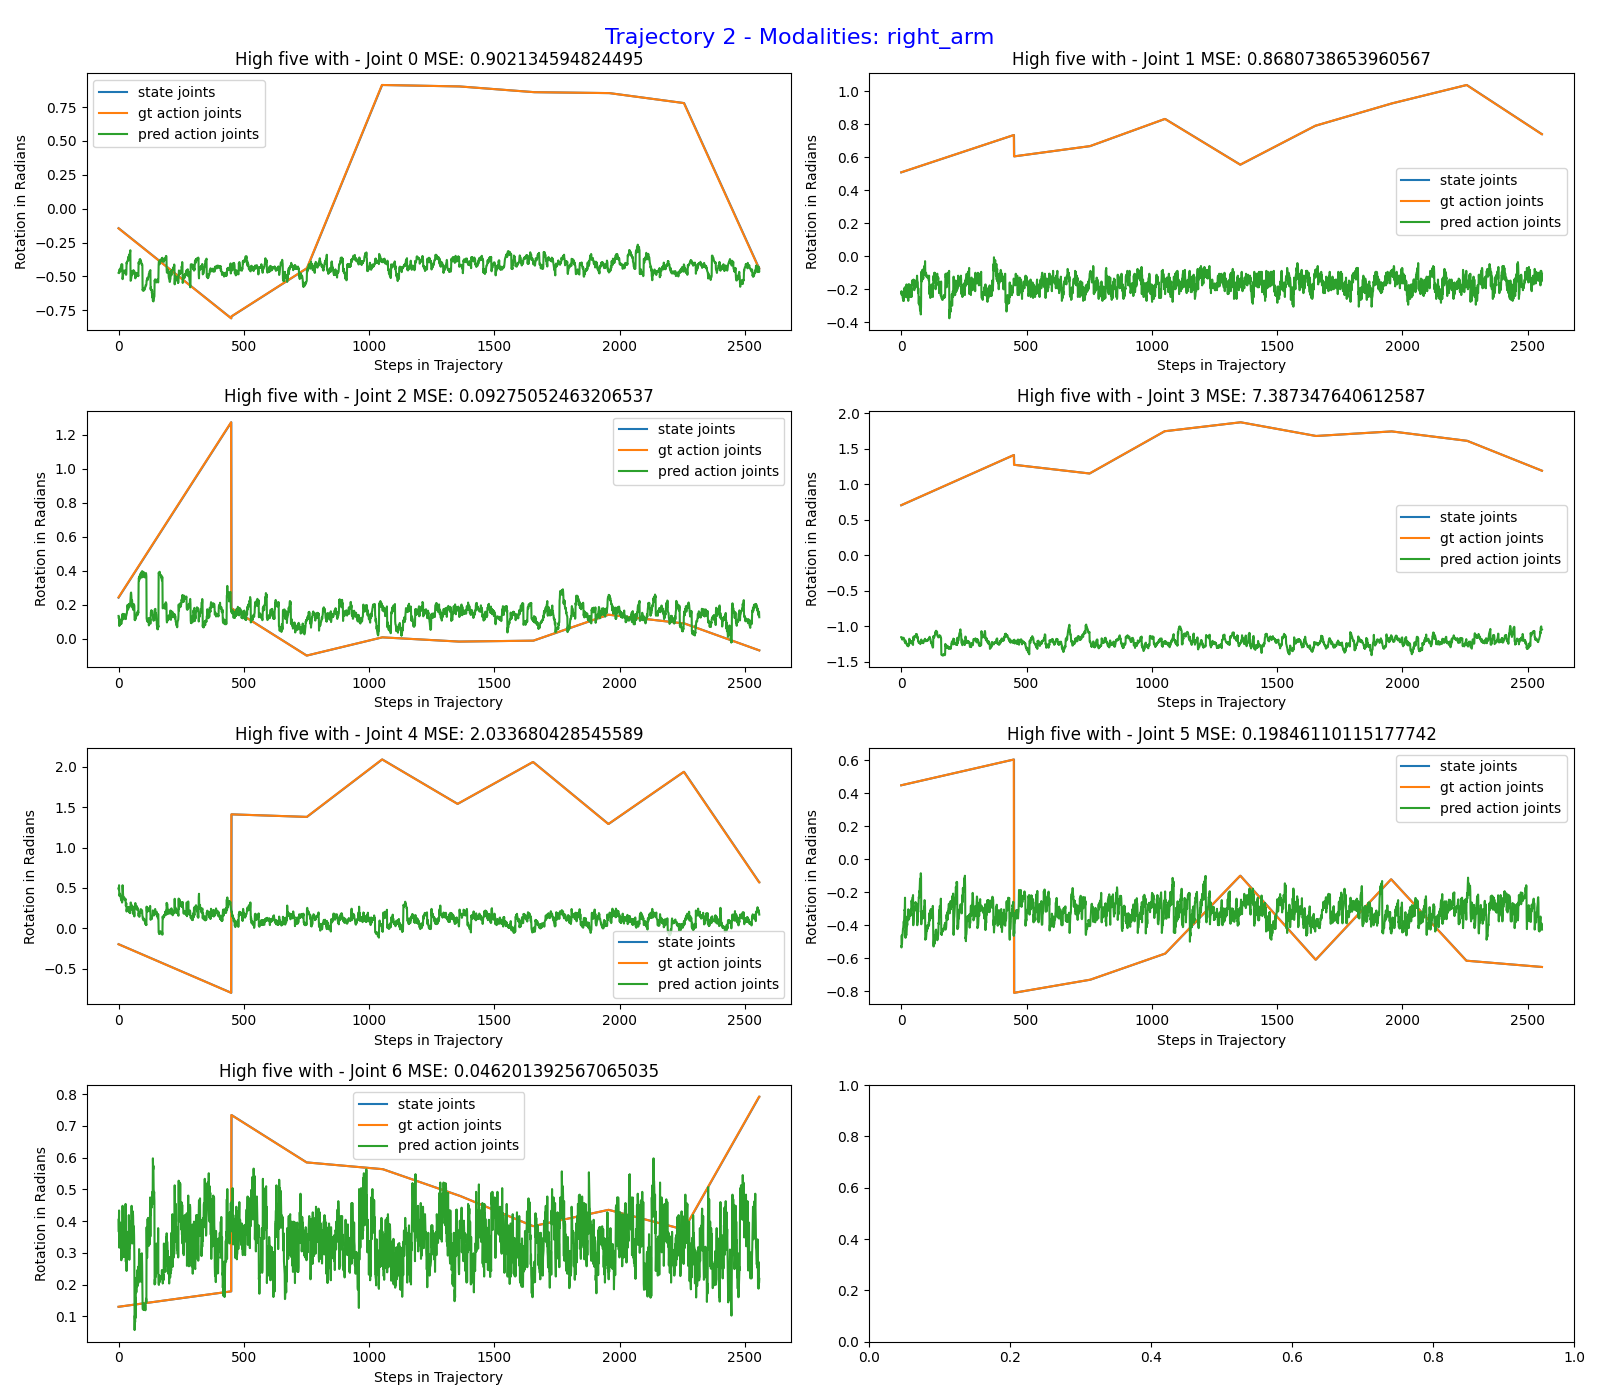 Trajectory 2 - Modalities: right_arm
High five with - Joint 0 MSE: 0.902134594824495
state joints
gt action joints
pred action joints
0.75
0.50
0.25
0.00
−0.25
−0.50
−0.75
Rotation in Radians
0 500 1000 1500 2000 2500
Steps in Trajectory
High five with - Joint 1 MSE: 0.8680738653960567
1.0
0.8
0.6
0.4
0.2
0.0
−0.2
−0.4
Rotation in Radians
state joints
gt action joints
pred action joints
0 500 1000 1500 2000 2500
Steps in Trajectory
High five with - Joint 2 MSE: 0.09275052463206537
1.2
1.0
0.8
0.6
0.4
0.2
0.0
Rotation in Radians
state joints
gt action joints
pred action joints
0 500 1000 1500 2000 2500
Steps in Trajectory
High five with - Joint 3 MSE: 7.387347640612587
2.0
1.5
1.0
0.5
0.0
−0.5
−1.0
−1.5
Rotation in Radians
state joints
gt action joints
pred action joints
0 500 1000 1500 2000 2500
Steps in Trajectory
High five with - Joint 4 MSE: 2.033680428545589
2.0
1.5
1.0
0.5
0.0
−0.5
Rotation in Radians
state joints
gt action joints
pred action joints
0 500 1000 1500 2000 2500
Steps in Trajectory
High five with - Joint 5 MSE: 0.19846110115177742
0.6
0.4
0.2
0.0
−0.2
−0.4
−0.6
−0.8
Rotation in Radians
state joints
gt action joints
pred action joints
0 500 1000 1500 2000 2500
Steps in Trajectory
High five with - Joint 6 MSE: 0.046201392567065035
0.8
0.7
0.6
0.5
0.4
0.3
0.2
0.1
Rotation in Radians
state joints
gt action joints
pred action joints
0 500 1000 1500 2000 2500
Steps in Trajectory
1.0
0.8
0.6
0.4
0.2
0.0
0.0 0.2 0.4 0.6 0.8 1.0